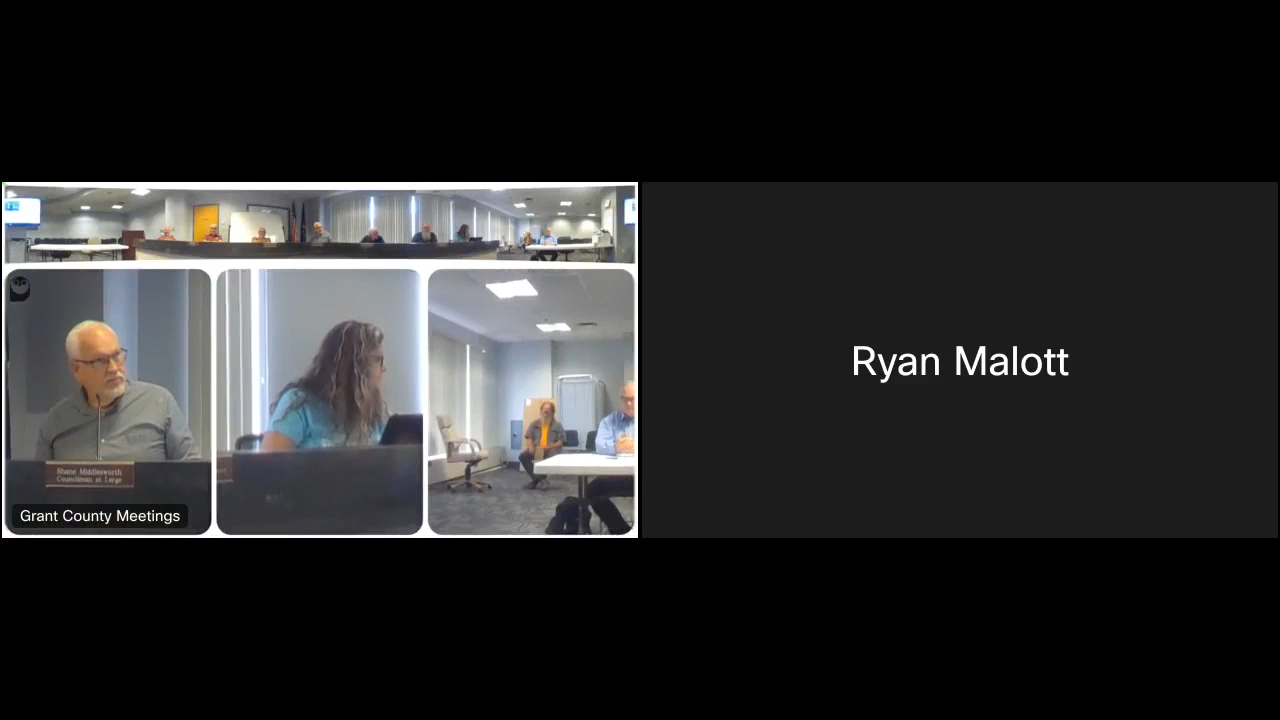 Shane Middlesworth
Councilman at Large
Grant County Meetings
Ryan Malott